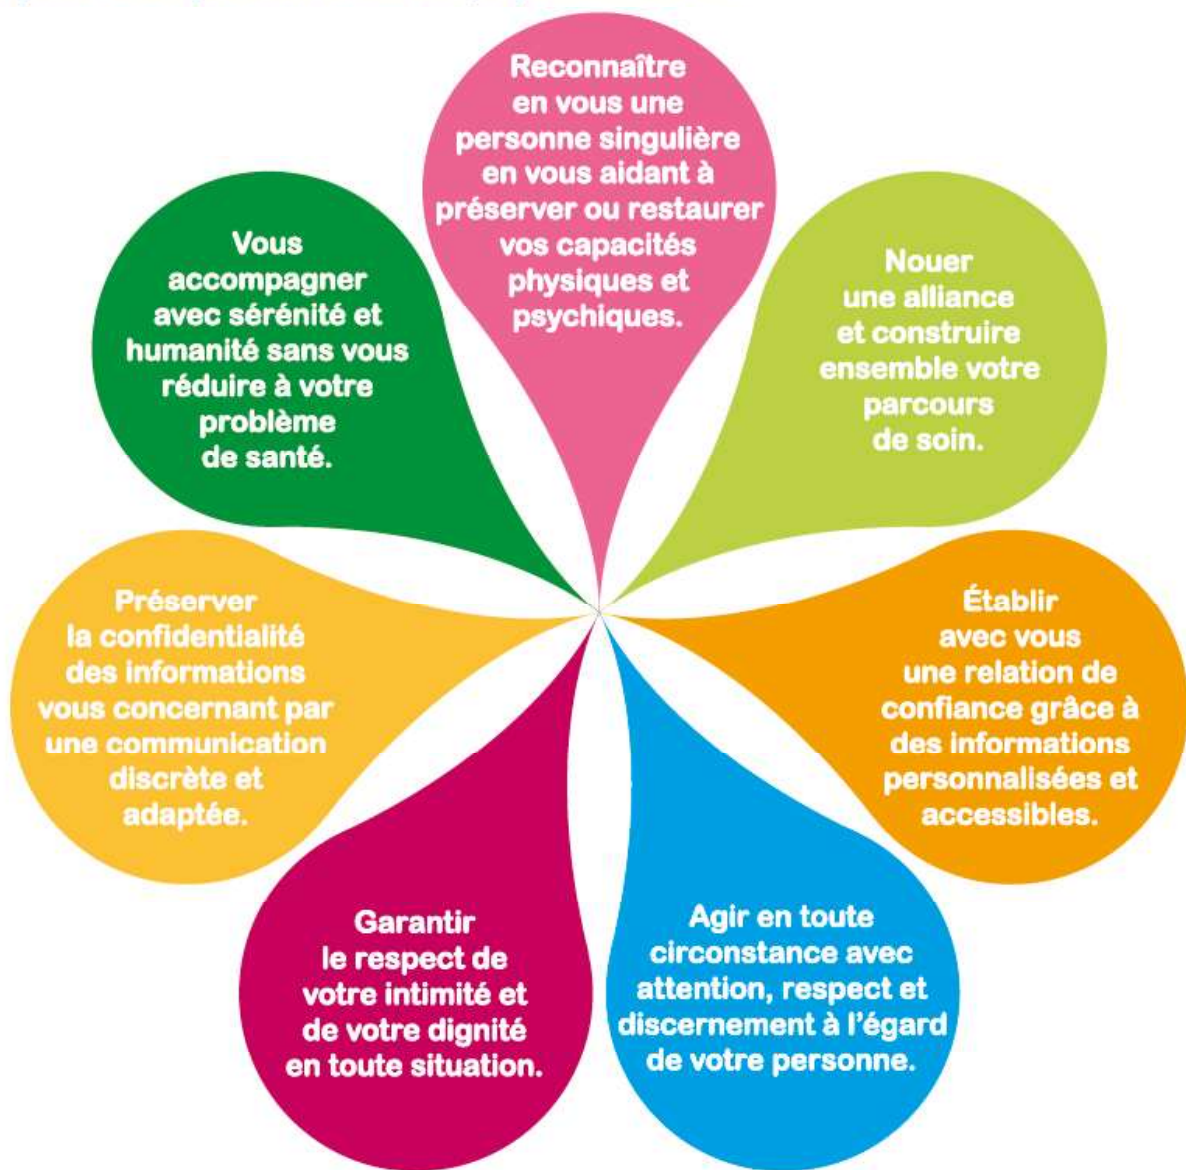 Reconnaître
en vous une
personne singulière
en vous aidant à
préserver ou restaurer
vos capacités
physiques et
psychiques.
Nouer
une alliance
et construire
ensemble votre
parcours
de soin.
Établir
avec vous
une relation de
confiance grâce à
des informations
personnalisées et
accessibles.
Agir en toute
circonstance avec
attention, respect et
discernement à l'égard
de votre personne.
Garantir
le respect de
votre intimité et
de votre dignité
en toute situation.
Préserver
la confidentialité
des informations
vous concernant par
une communication
discrète et
adaptée.
Vous
accompagner
avec sérénité et
humanité sans vous
réduire à votre
problème
de santé.